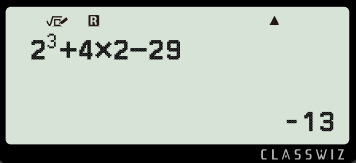 √□ R ▲
2³+4×2−29
−13
CLASSWIZ